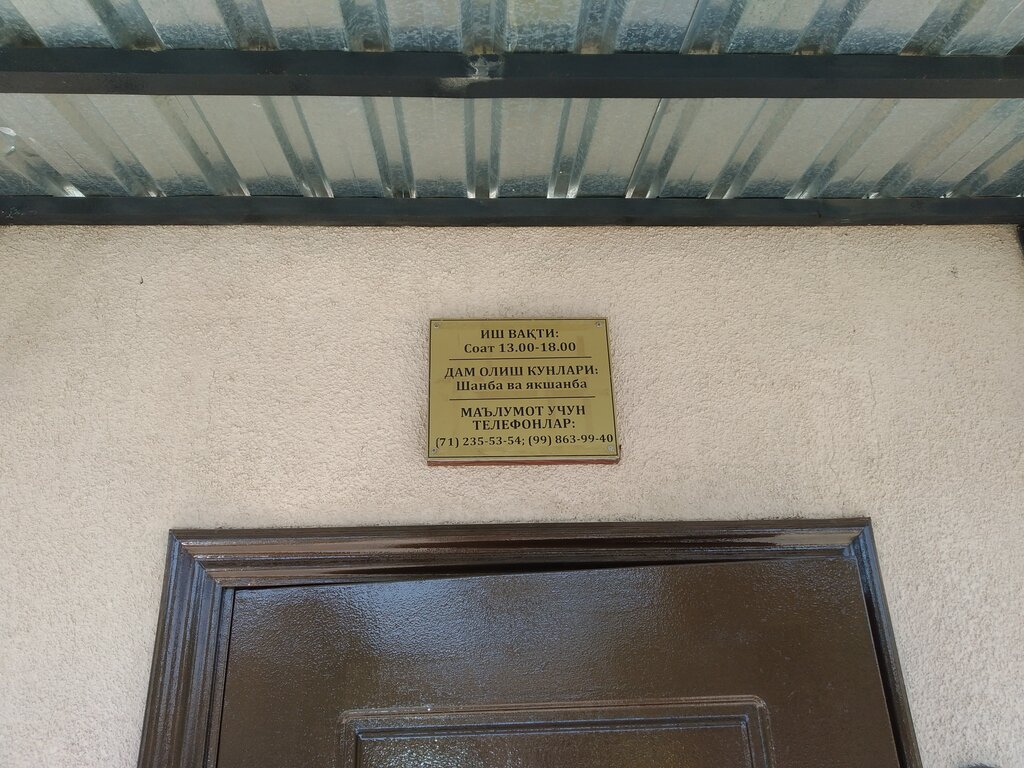 ИШ ВАҚТИ:
Соат 13.00-18.00
ДАМ ОЛИШ КУНЛАРИ:
Шанба ва якшанба
МАЪЛУМОТ УЧУН
ТЕЛЕФОНЛАР:
(71) 235-53-54; (99) 863-99-40